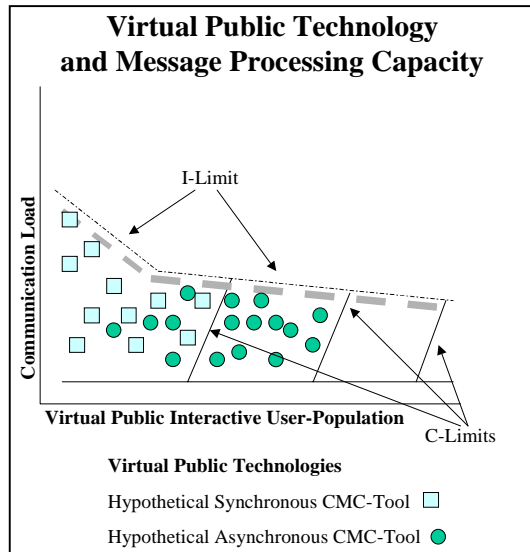 Virtual Public Technology
and Message Processing Capacity
I-Limit
Communication Load
Virtual Public Interactive User-Population
C-Limits
Virtual Public Technologies
Hypothetical Synchronous CMC-Tool
Hypothetical Asynchronous CMC-Tool